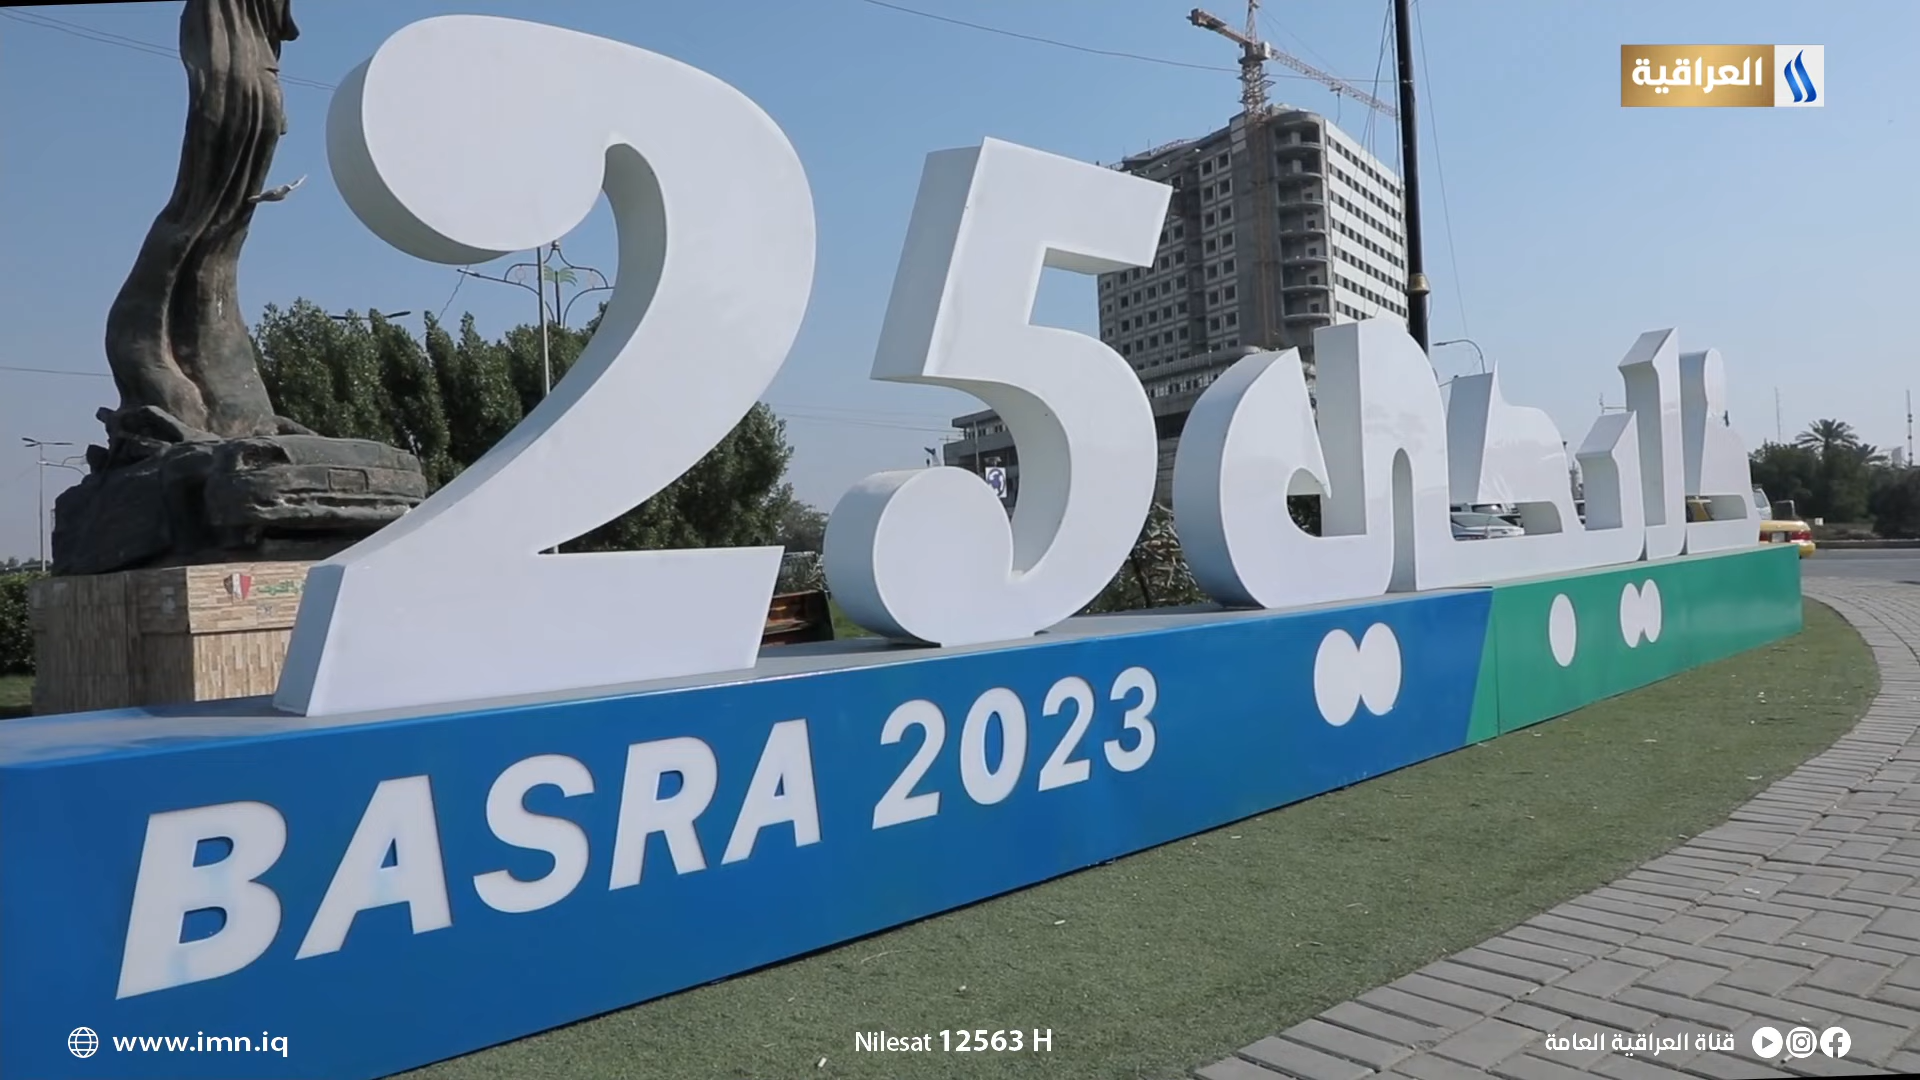 العراقية
25 خليجي
BASRA 2023
www.imn.iq
Nilesat 12563 H
قناة العراقية العامة